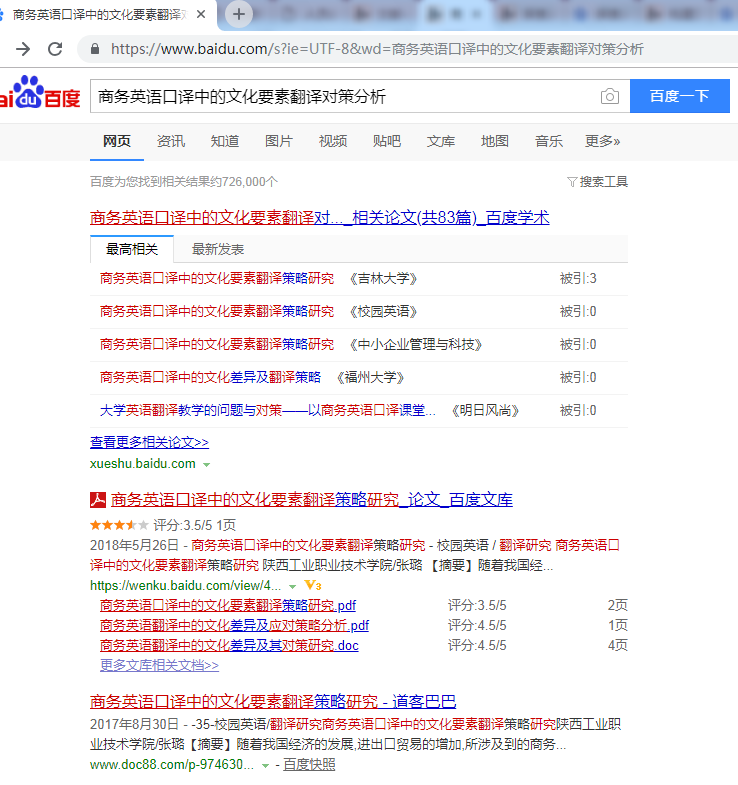 商务英语口译中的文化要素翻译对
https://www.baidu.com/s?ie=UTF-8&wd=商务英语口译中的文化要素翻译对策分析
Bai du 百度
商务英语口译中的文化要素翻译对策分析
百度一下
网页 资讯 知道 图片 视频 贴吧 文库 地图 音乐 更多»
百度为您找到相关结果约726,000个 搜索工具
商务英语口译中的文化要素翻译对..._相关论文(共83篇)_百度学术
最高相关 最新发表
商务英语口译中的文化要素翻译策略研究 《吉林大学》 被引:3
商务英语口译中的文化要素翻译策略研究 《校园英语》 被引:0
商务英语口译中的文化要素翻译策略研究 《中小企业管理与科技》 被引:0
商务英语口译中的文化差异及翻译策略 《福州大学》 被引:0
大学英语翻译教学的问题与对策——以商务英语口译课堂... 《明日风尚》 被引:0
查看更多相关论文>>
xueshu.baidu.com
商务英语口译中的文化要素翻译策略研究_论文_百度文库
评分:3.5/5 1页
2018年5月26日 - 商务英语口译中的文化要素翻译策略研究 - 校园英语 / 翻译研究 商务英语口
译中的文化要素翻译策略研究 陕西工业职业技术学院/张璐 【摘要】随着我国经...
https://wenku.baidu.com/view/4... V3
商务英语口译中的文化要素翻译策略研究.pdf 评分:3.5/5 2页
商务英语翻译中的文化差异及应对策略分析.pdf 评分:4.5/5 1页
商务英语翻译中的文化差异及其对策研究.doc 评分:4.5/5 4页
更多文库相关文档>>
商务英语口译中的文化要素翻译策略研究 - 道客巴巴
2017年8月30日 - -35-校园英语/翻译研究商务英语口译中的文化要素翻译策略研究陕西工业职
业技术学院/张璐【摘要】随着我国经济的发展,进出口贸易的增加,所涉及到的商务...
www.doc88.com/p-974630... - 百度快照